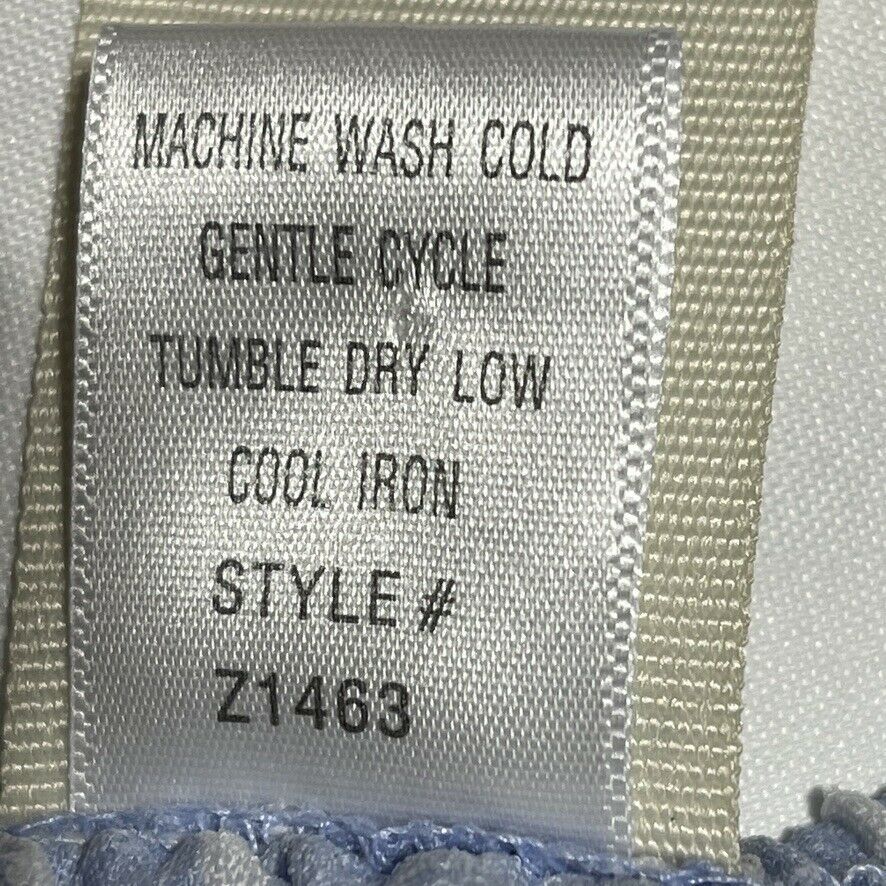 MACHINE WASH COLD
GENTLE CYCLE
TUMBLE DRY LOW
COOL IRON
STYLE #
Z1463